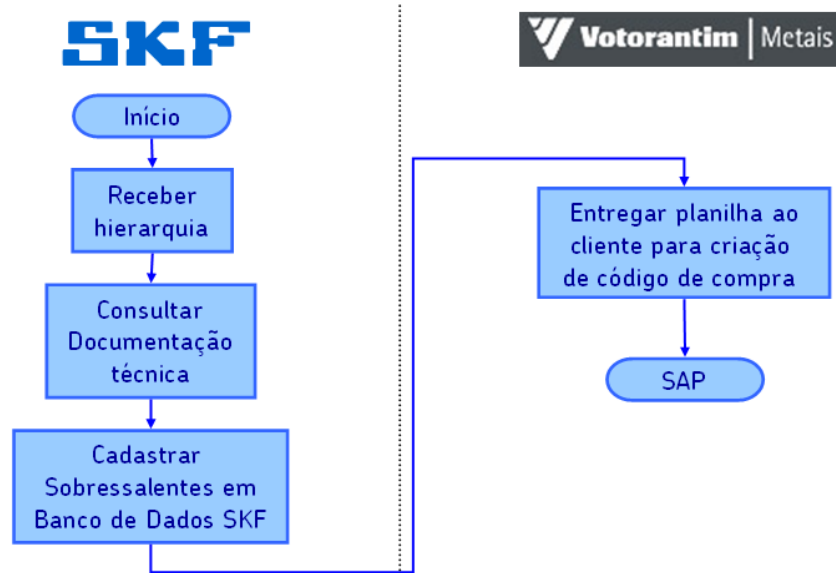 SKF
Votorantim | Metais
Início
Receber
hierarquia
Consultar
Documentação
técnica
Cadastrar
Sobressalentes em
Banco de Dados SKF
Entregar planilha ao
cliente para criação
de código de compra
SAP